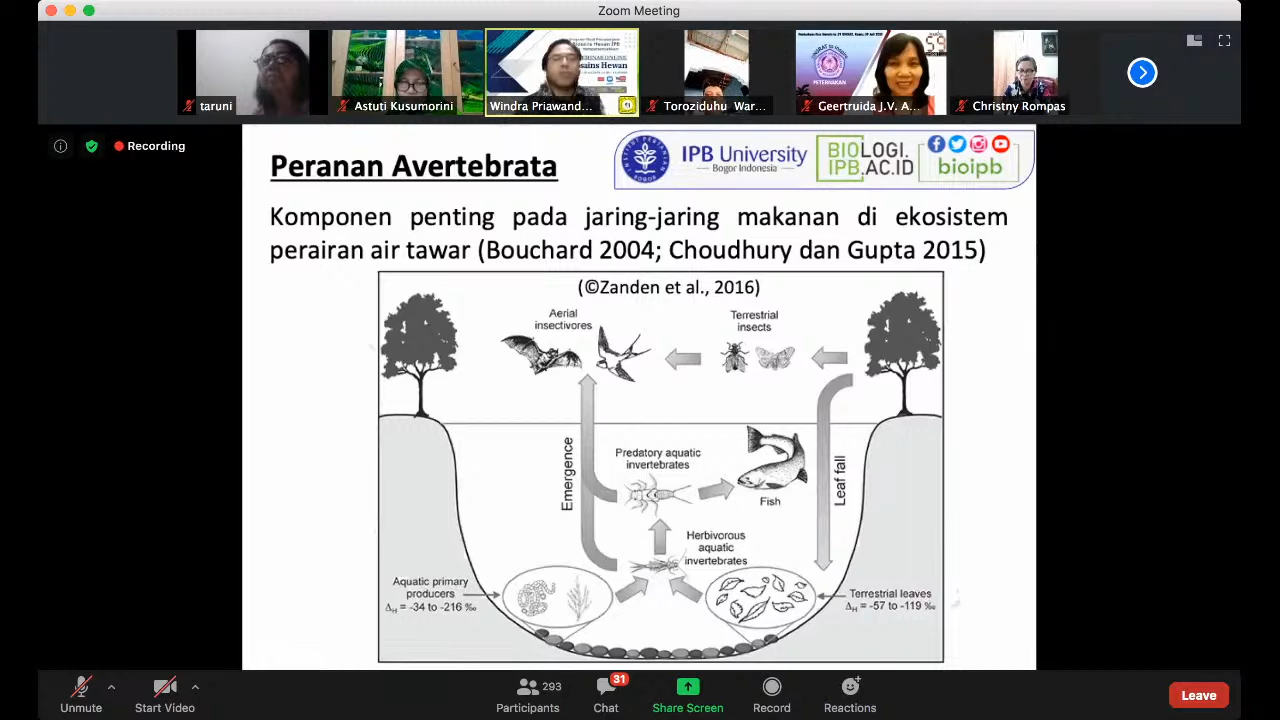 Zoom Meeting
taruni
Astuti Kusumorini
Windra Priawand...
Toroziduhu War...
Geertruida J.V. A...
Christny Rompas
Recording
Peranan Avertebrata
IPB University
Bogor Indonesia
BIOLOGI.
IPB.AC.ID
bioipb
Komponen penting pada jaring-jaring makanan di ekosistem
perairan air tawar (Bouchard 2004; Choudhury dan Gupta 2015)
(©Zanden et al., 2016)
Aerial
insectivores
Terrestrial
insects
Emergence
Predatory aquatic
invertebrates
Fish
Leaf fall
Herbivorous
aquatic
invertebrates
Aquatic primary
producers
ΔH = -34 to -216 ‰
Terrestrial leaves
ΔH = -57 to -119 ‰
Unmute
Start Video
Participants
293
Chat
31
Share Screen
Record
Reactions
Leave